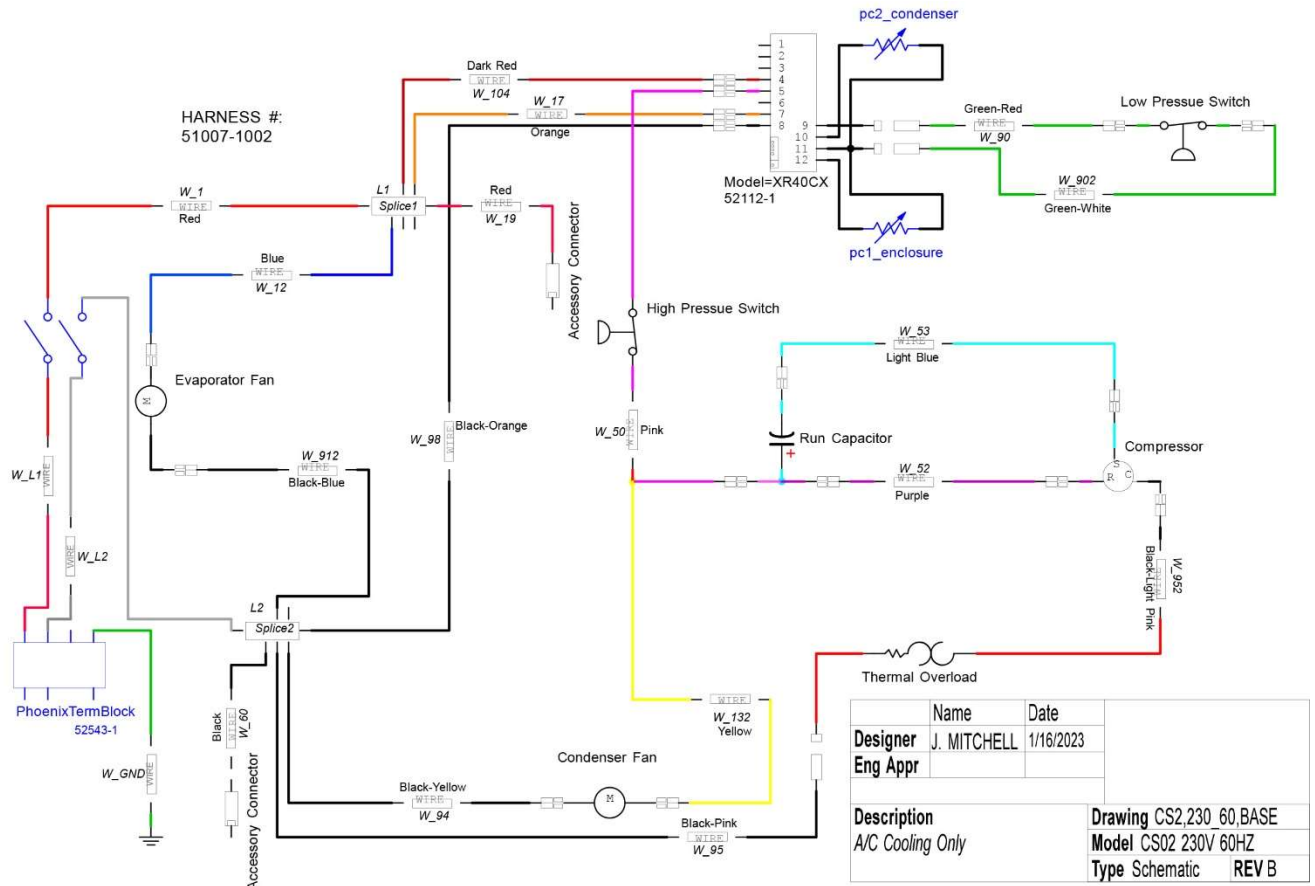 pc2_condenser
1
2
3
4
5
6
7
8
9
10
11
12
Dark Red
WIRE
W_104
W_17
WIRE
Orange
HARNESS #:
51007-1002
Green-Red
WIRE
W_90
Low Pressue Switch
Model=XR40CX
52112-1
W_902
WIRE
Green-White
pc1_enclosure
W_1
WIRE
Red
L1
Splice1
Red
WIRE
W_19
Accessory Connector
Blue
WIRE
W_12
High Pressue Switch
W_53
WIRE
Light Blue
Evaporator Fan
M
W_98
WIRE
Black-Orange
W_50
WIRE
Pink
Run Capacitor
+
Compressor
S
R
C
W_912
WIRE
Black-Blue
W_52
WIRE
Purple
W_L1
WIRE
W_L2
WIRE
W_952
WIRE
Black-Light Pink
L2
Splice2
Thermal Overload
PhoenixTermBlock
52543-1
Black
WIRE
W_60
Accessory Connector
WIRE
W_132
Yellow
W_GND
WIRE
Condenser Fan
M
Black-Yellow
WIRE
W_94
Black-Pink
WIRE
W_95
Name Date
Designer J. MITCHELL 1/16/2023
Eng Appr
Description
A/C Cooling Only
Drawing CS2,230_60,BASE
Model CS02 230V 60HZ
Type Schematic REV B